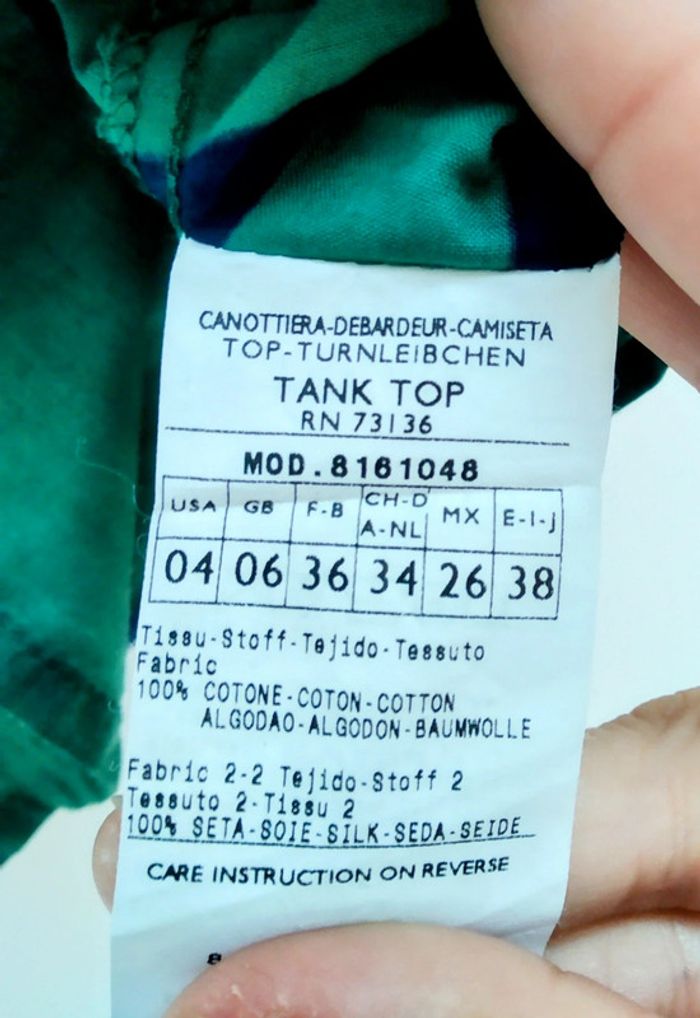 CANOTTIERA-DEBARDEUR-CAMISETA
TOP-TURNLEIBCHEN
TANK TOP
RN 73136
MOD.8161048
USA GB F-B CH-D A-NL MX E-I-J
04 06 36 34 26 38
Tissu-Stoff-Tejido-Tessuto
Fabric
100% COTONE-COTON-COTTON
ALGODAO-ALGODON-BAUMWOLLE
Fabric 2-2 Tejido-Stoff 2
Tessuto 2-Tissu 2
100% SETA-SOIE-SILK-SEDA-SEIDE
CARE INSTRUCTION ON REVERSE